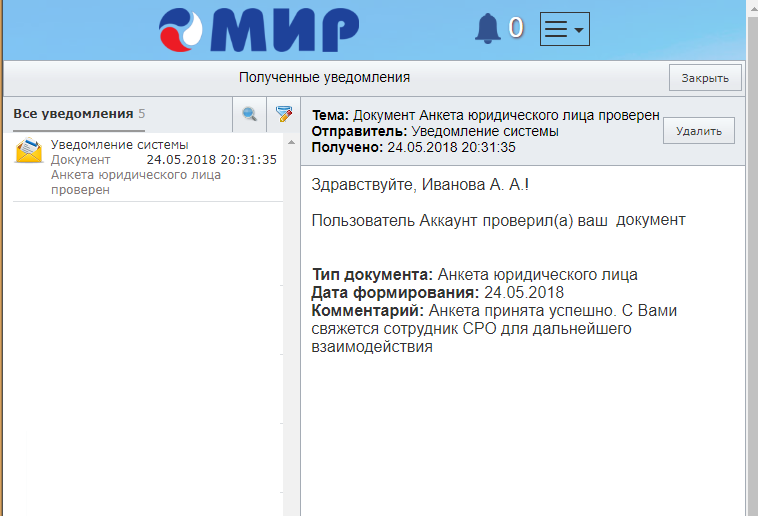 МИР
0
Полученные уведомления
Закрыть
Все уведомления 5
Уведомление системы
Документ 24.05.2018 20:31:35
Анкета юридического лица
проверен
Тема: Документ Анкета юридического лица проверен
Отправитель: Уведомление системы
Получено: 24.05.2018 20:31:35
Удалить
Здравствуйте, Иванова А. А.!
Пользователь Аккаунт проверил(а) ваш документ
Тип документа: Анкета юридического лица
Дата формирования: 24.05.2018
Комментарий: Анкета принята успешно. С Вами
свяжется сотрудник СРО для дальнейшего
взаимодействия